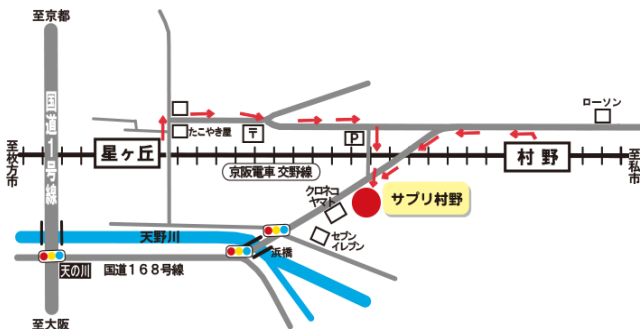 至京都
国道1号線
ローソン
たこやき屋
〒
P
至枚方市
星ヶ丘
村野
至私市
京阪電車 交野線
クロネコ
ヤマト
サプリ村野
セブン
イレブン
天野川
浜橋
天の川
国道168号線
至大阪